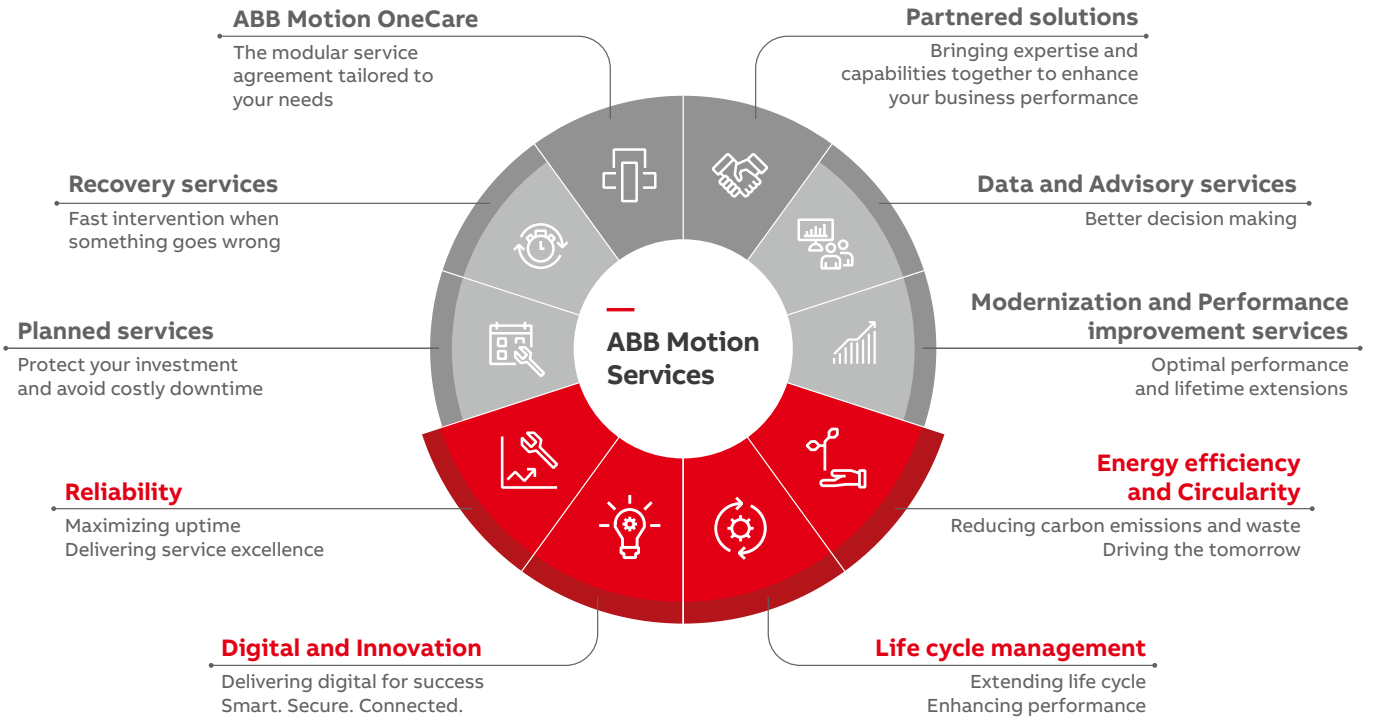 ABB Motion OneCare
The modular service
agreement tailored to
your needs
Partnered solutions
Bringing expertise and
capabilities together to enhance
your business performance
Recovery services
Fast intervention when
something goes wrong
Data and Advisory services
Better decision making
Planned services
Protect your investment
and avoid costly downtime
ABB Motion
Services
Modernization and Performance
improvement services
Optimal performance
and lifetime extensions
Reliability
Maximizing uptime
Delivering service excellence
Energy efficiency
and Circularity
Reducing carbon emissions and waste
Driving the tomorrow
Digital and Innovation
Delivering digital for success
Smart. Secure. Connected.
Life cycle management
Extending life cycle
Enhancing performance